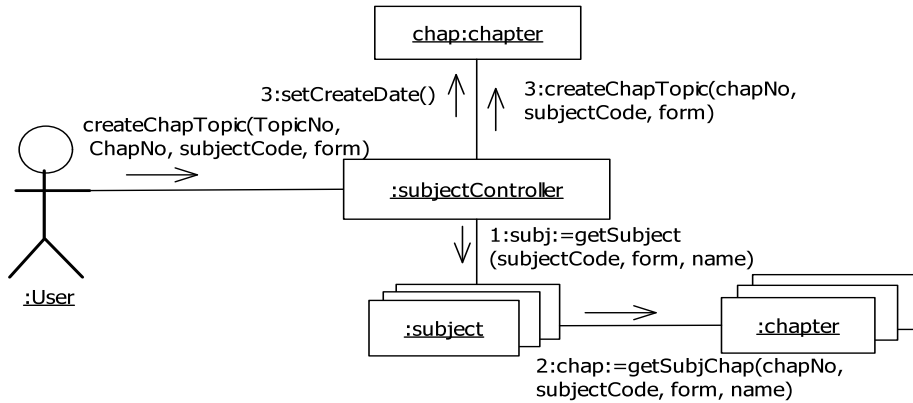 chap:chapter
3:setCreateDate()
3:createChapTopic(chapNo,
subjectCode, form)
createChapTopic(TopicNo,
ChapNo, subjectCode, form)
:subjectController
1:subj:=getSubject
(subjectCode, form, name)
:User
:subject
:chapter
2:chap:=getSubjChap(chapNo,
subjectCode, form, name)